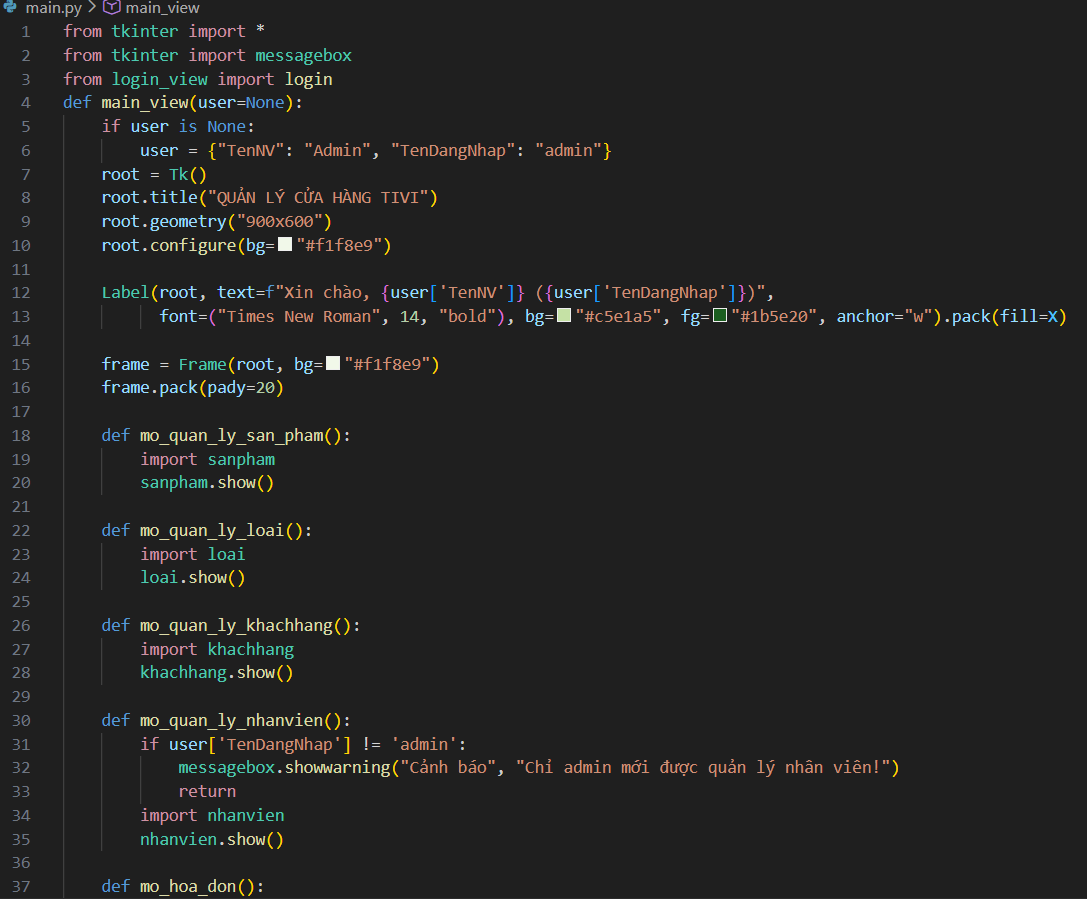 main.py > main_view
1 from tkinter import *
2 from tkinter import messagebox
3 from login_view import login
4 def main_view(user=None):
5     if user is None:
6         user = {"TenNV": "Admin", "TenDangNhap": "admin"}
7     root = Tk()
8     root.title("QUẢN LÝ CỬA HÀNG TIVI")
9     root.geometry("900x600")
10     root.configure(bg="#f1f8e9")
11
12     Label(root, text=f"Xin chào, {user['TenNV']} ({user['TenDangNhap']})",
13           font=("Times New Roman", 14, "bold"), bg="#c5e1a5", fg="#1b5e20", anchor="w").pack(fill=X)
14
15     frame = Frame(root, bg="#f1f8e9")
16     frame.pack(pady=20)
17
18     def mo_quan_ly_san_pham():
19         import sanpham
20         sanpham.show()
21
22     def mo_quan_ly_loai():
23         import loai
24         loai.show()
25
26     def mo_quan_ly_khachhang():
27         import khachhang
28         khachhang.show()
29
30     def mo_quan_ly_nhanvien():
31         if user['TenDangNhap'] != 'admin':
32             messagebox.showwarning("Cảnh báo", "Chỉ admin mới được quản lý nhân viên!")
33             return
34         import nhanvien
35         nhanvien.show()
36
37     def mo_hoa_don():